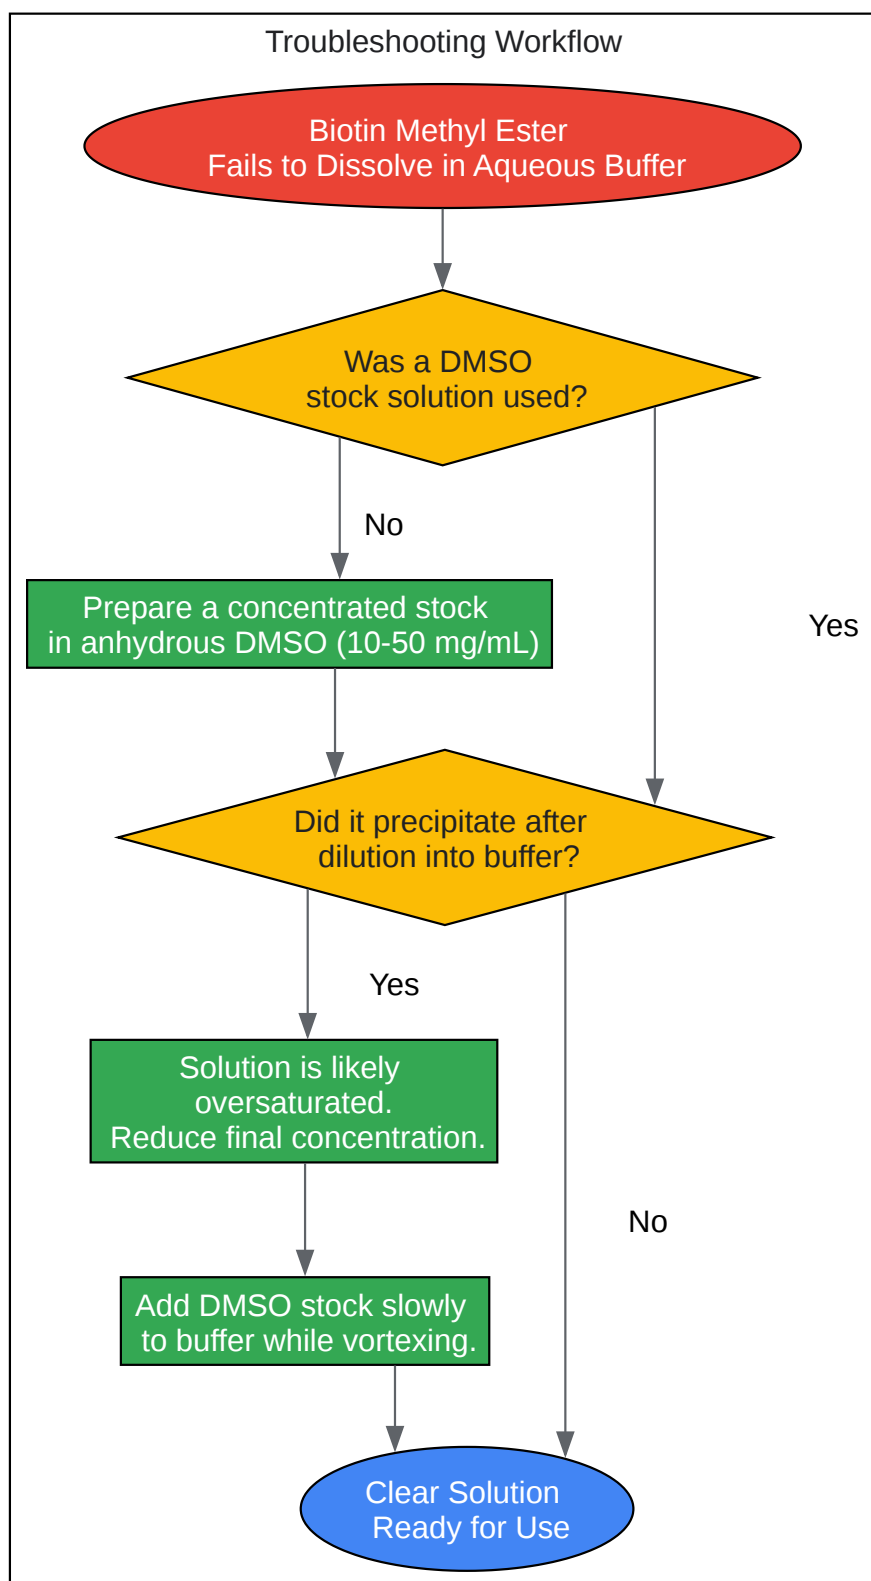 Troubleshooting Workflow
Biotin Methyl Ester
Fails to Dissolve in Aqueous Buffer
Was a DMSO
stock solution used?
No
Prepare a concentrated stock
in anhydrous DMSO (10-50 mg/mL)
Yes
Did it precipitate after
dilution into buffer?
Yes
Solution is likely
oversaturated.
Reduce final concentration.
No
Add DMSO stock slowly
to buffer while vortexing.
Clear Solution
Ready for Use